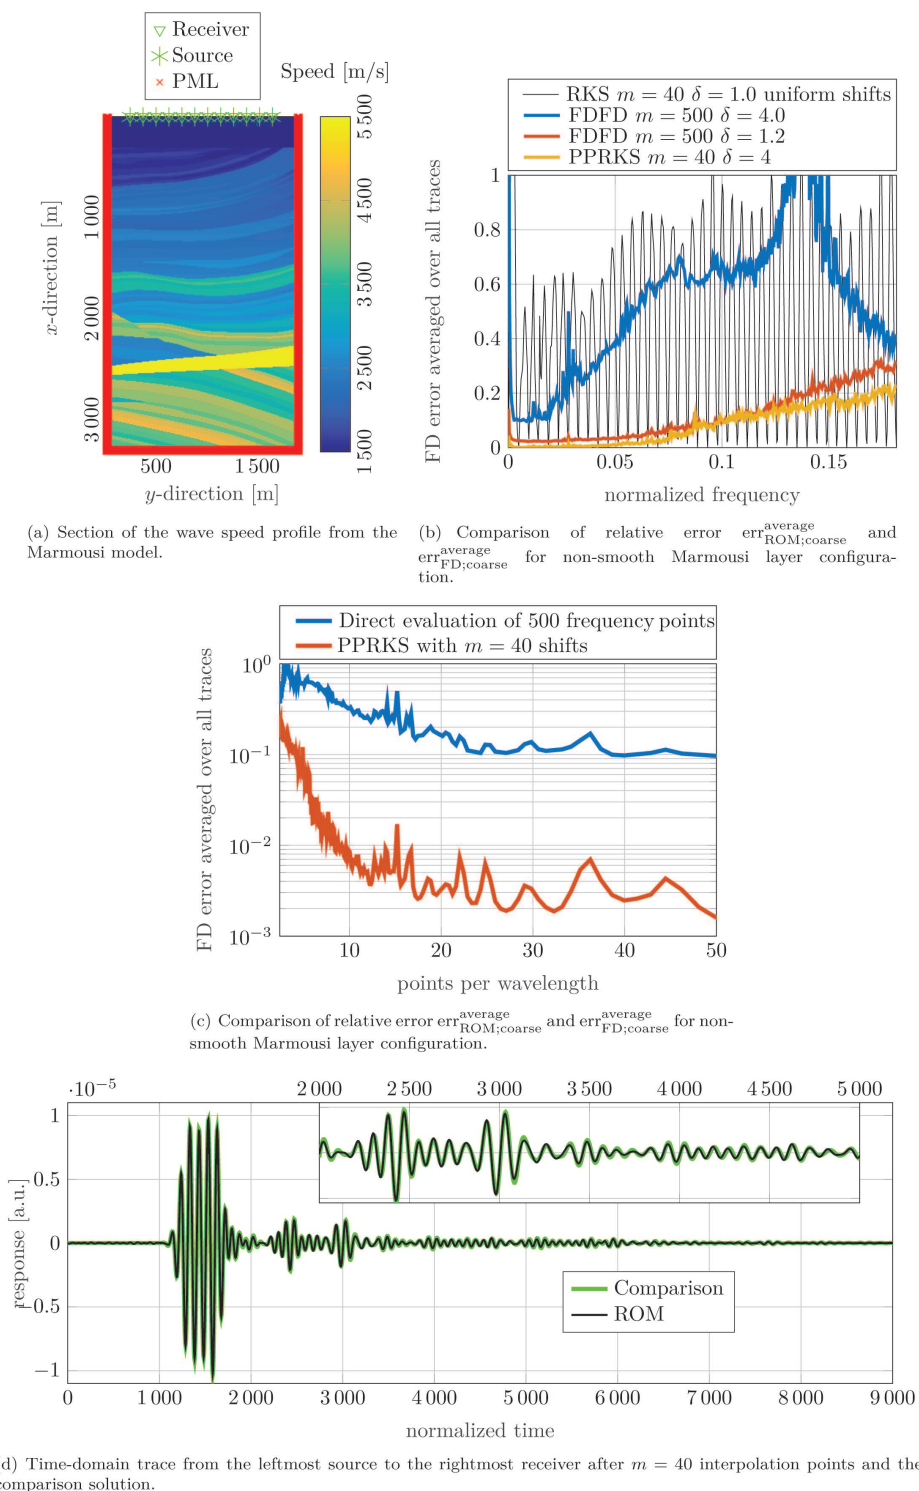 Receiver
Source
PML
Speed [m/s]
5 500
4 500
3 500
2 500
1 500
x-direction [m]
1 000
2 000
3 000
500
1 500
y-direction [m]
(a) Section of the wave speed profile from the
Marmousi model.
RKS m = 40 δ = 1.0 uniform shifts
FDFD m = 500 δ = 4.0
FDFD m = 500 δ = 1.2
PPRKS m = 40 δ = 4
FD error averaged over all traces
1
0.8
0.6
0.4
0.2
0
0
0.05
0.1
0.15
normalized frequency
(b) Comparison of relative error err^average_ROM;coarse and
err^average_FD;coarse for non-smooth Marmousi layer configura-
tion.
Direct evaluation of 500 frequency points
PPRKS with m = 40 shifts
FD error averaged over all traces
10^0
10^−1
10^−2
10^−3
10
20
30
40
50
points per wavelength
(c) Comparison of relative error err^average_ROM;coarse and err^average_FD;coarse for non-
smooth Marmousi layer configuration.
·10^−5
2 000
2 500
3 000
3 500
4 000
4 500
5 000
response [a.u.]
1
0.5
0
−0.5
−1
Comparison
ROM
0
1 000
2 000
3 000
4 000
5 000
6 000
7 000
8 000
9 000
normalized time
d) Time-domain trace from the leftmost source to the rightmost receiver after m = 40 interpolation points and the
comparison solution.